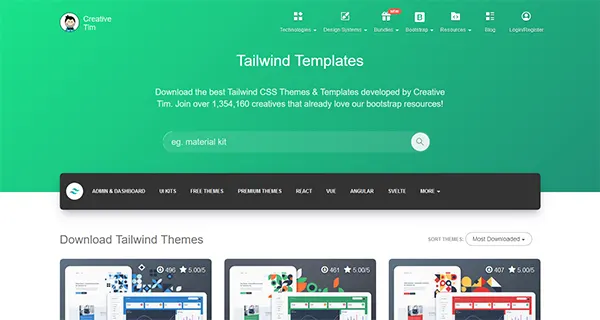 Creative
Tim
NEW
Technologies
Design Systems
Bundles
Bootstrap
Resources
Blog
Login/Register
Tailwind Templates
Download the best Tailwind CSS Themes & Templates developed by Creative
Tim. Join over 1,354,160 creatives that already love our bootstrap resources!
eg. material kit
ADMIN & DASHBOARD
UI KITS
FREE THEMES
PREMIUM THEMES
REACT
VUE
ANGULAR
SVELTE
MORE
Download Tailwind Themes
SORT THEMES:
Most Downloaded
496
5.00/5
461
5.00/5
407
5.00/5